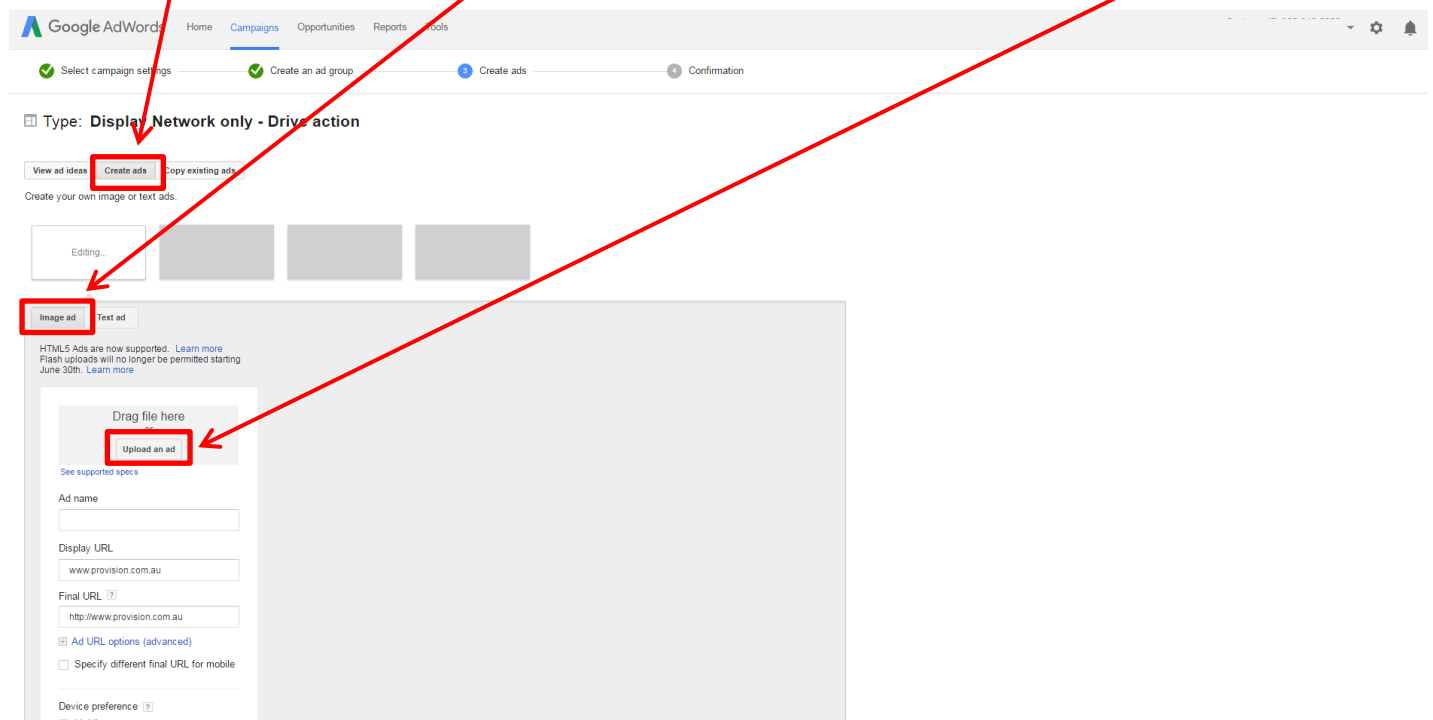 Google AdWords Home Campaigns Opportunities Reports Tools
Select campaign settings Create an ad group 3 Create ads 4 Confirmation
Type: Display Network only - Drive action
View ad ideas Create ads Copy existing ads
Create your own image or text ads.
Editing...
Image ad Text ad
HTML5 Ads are now supported. Learn more
Flash uploads will no longer be permitted starting
June 30th. Learn more
Drag file here
or
Upload an ad
See supported specs
Ad name
Display URL
www.provision.com.au
Final URL ?
http://www.provision.com.au
Ad URL options (advanced)
Specify different final URL for mobile
Device preference ?